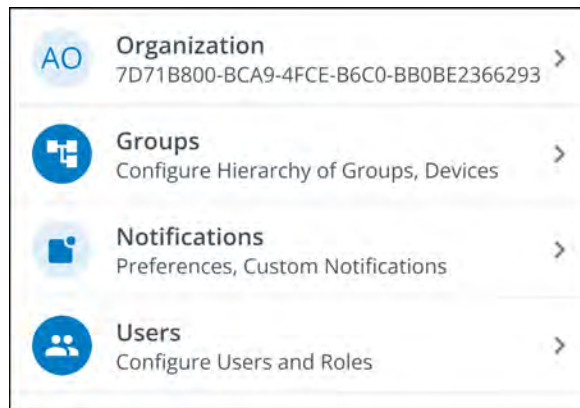 AO
Organization
7D71B800-BCA9-4FCE-B6C0-BB0BE2366293
Groups
Configure Hierarchy of Groups, Devices
Notifications
Preferences, Custom Notifications
Users
Configure Users and Roles